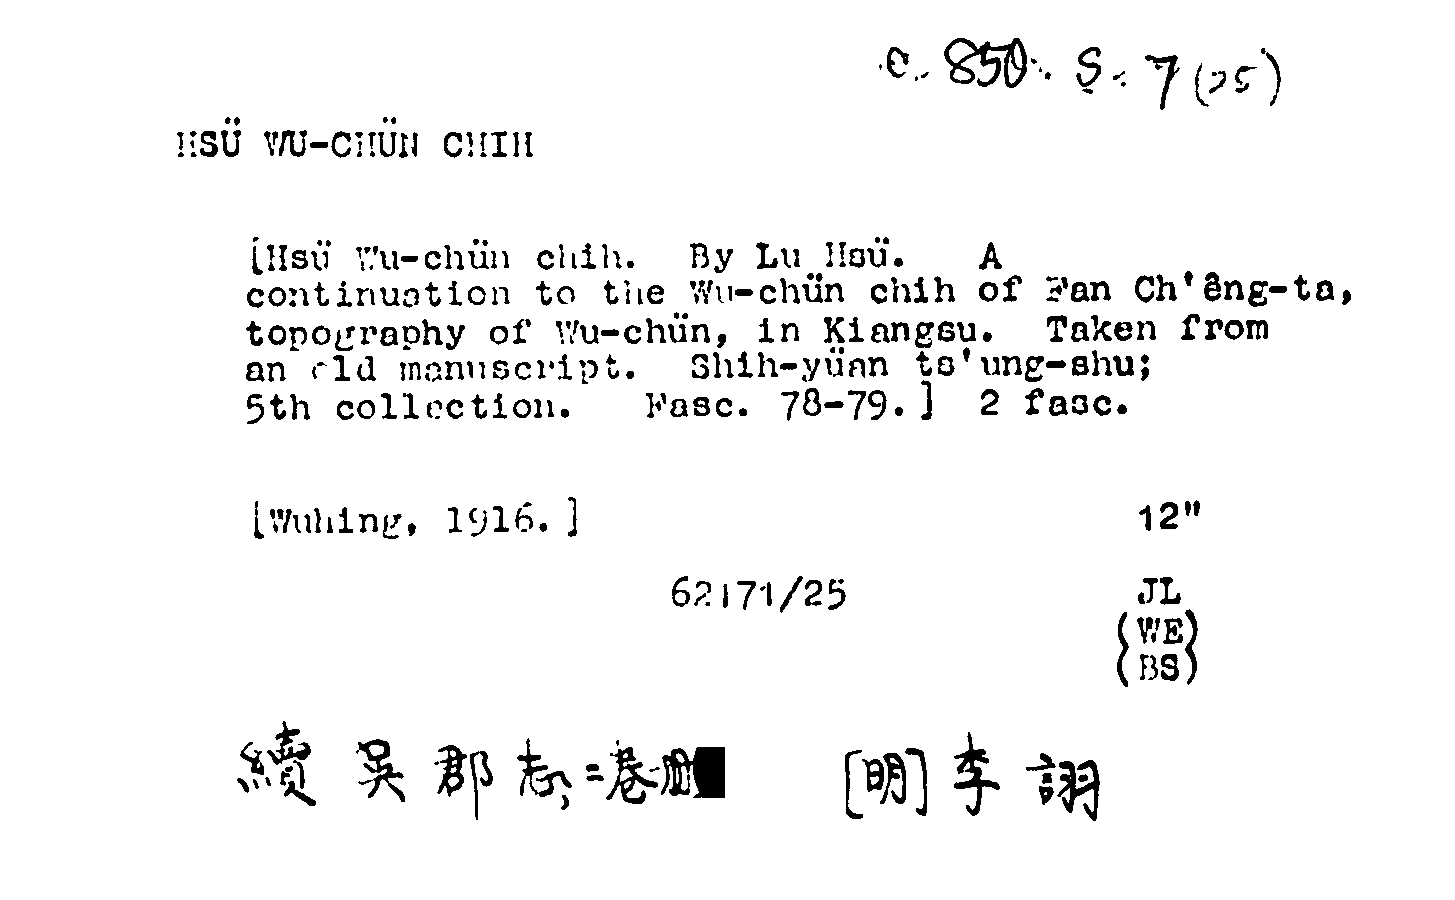 C. 850. S. 7 (25)
HSÜ WU-CHÜN CHIH
[Hsü Wu-chün chih. By Lu Hsü. A
continuation to the Wu-chün chih of Fan Ch'êng-ta,
topography of Wu-chün, in Kiangsu. Taken from
an old manuscript. Shih-yüan ts'ung-shu;
5th collection. Fasc. 78-79.] 2 fasc.
[Wuhing, 1916.] 12"
62171/25 JL
(WE)
(BS)
續吳郡志, 二卷一册 [明] 李詡